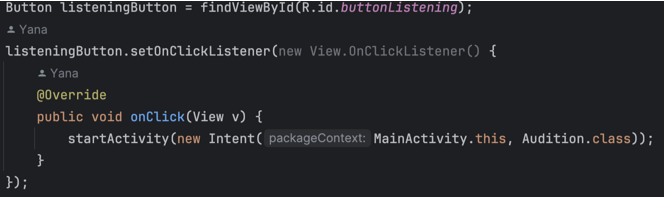 Button listeningButton = findViewById(R.id.buttonListening);
Yana
listeningButton.setOnClickListener(new View.OnClickListener() {
Yana
@Override
public void onClick(View v) {
startActivity(new Intent( packageContext: MainActivity.this, Audition.class));
}
});